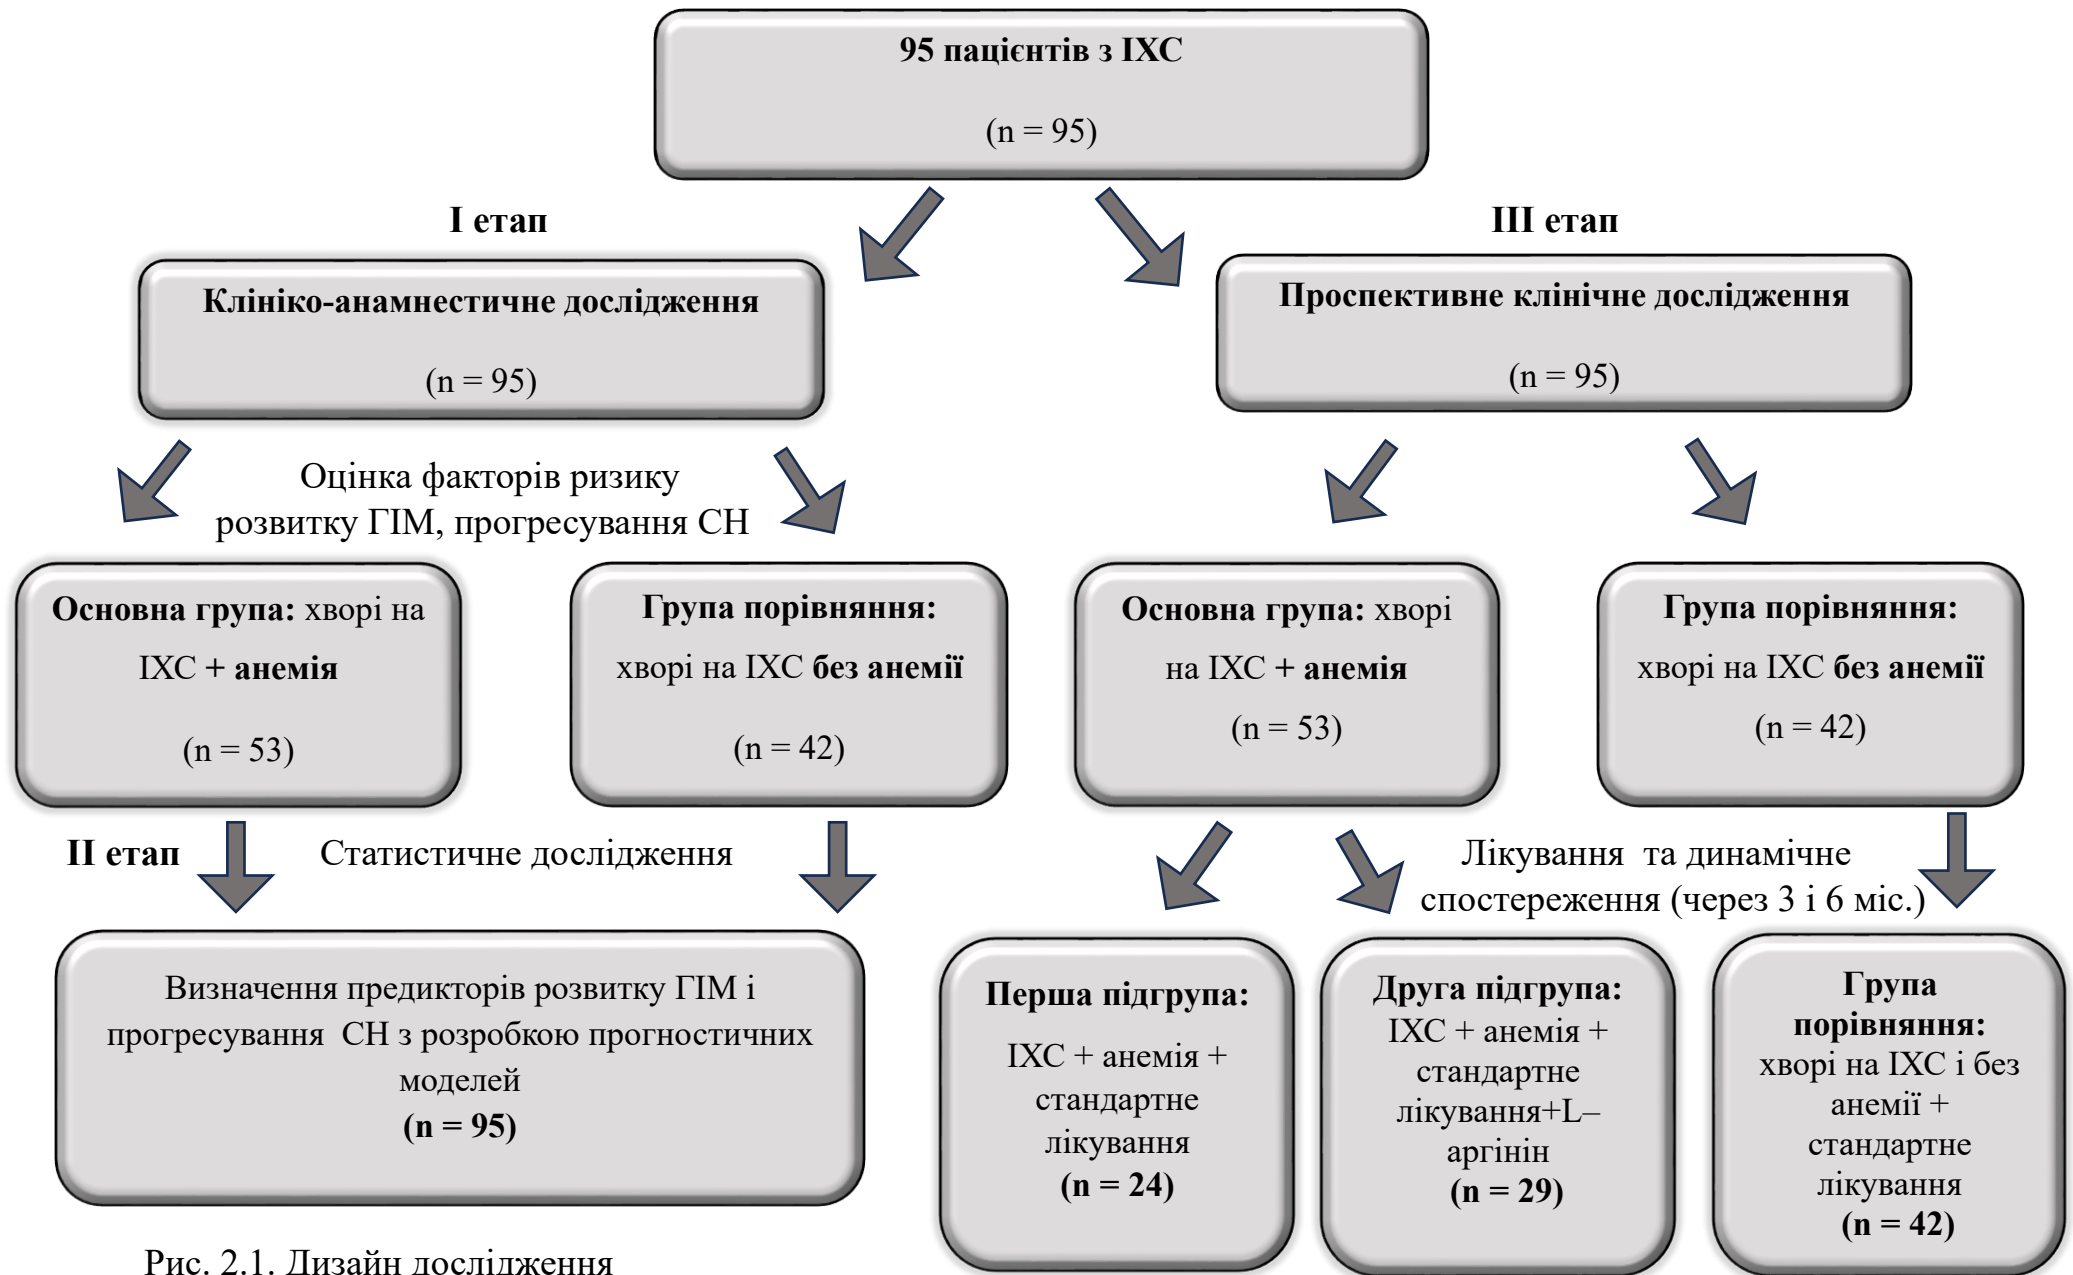 95 пацієнтів з ІХС
(n = 95)
І етап
ІІІ етап
Клініко-анамнестичне дослідження
(n = 95)
Проспективне клінічне дослідження
(n = 95)
Оцінка факторів ризику
розвитку ГІМ, прогресування СН
Основна група: хворі на
ІХС + анемія
(n = 53)
Група порівняння:
хворі на ІХС без анемії
(n = 42)
Основна група: хворі
на ІХС + анемія
(n = 53)
Група порівняння:
хворі на ІХС без анемії
(n = 42)
ІІ етап
Статистичне дослідження
Лікування  та динамічне
спостереження (через 3 і 6 міс.)
Визначення предикторів розвитку ГІМ і
прогресування  СН з розробкою прогностичних
моделей
(n = 95)
Перша підгрупа:
ІХС + анемія +
стандартне
лікування
(n = 24)
Друга підгрупа:
ІХС + анемія +
стандартне
лікування+L–
аргінін
(n = 29)
Група
порівняння:
хворі на ІХС і без
анемії +
стандартне
лікування
(n = 42)
Рис. 2.1. Дизайн дослідження